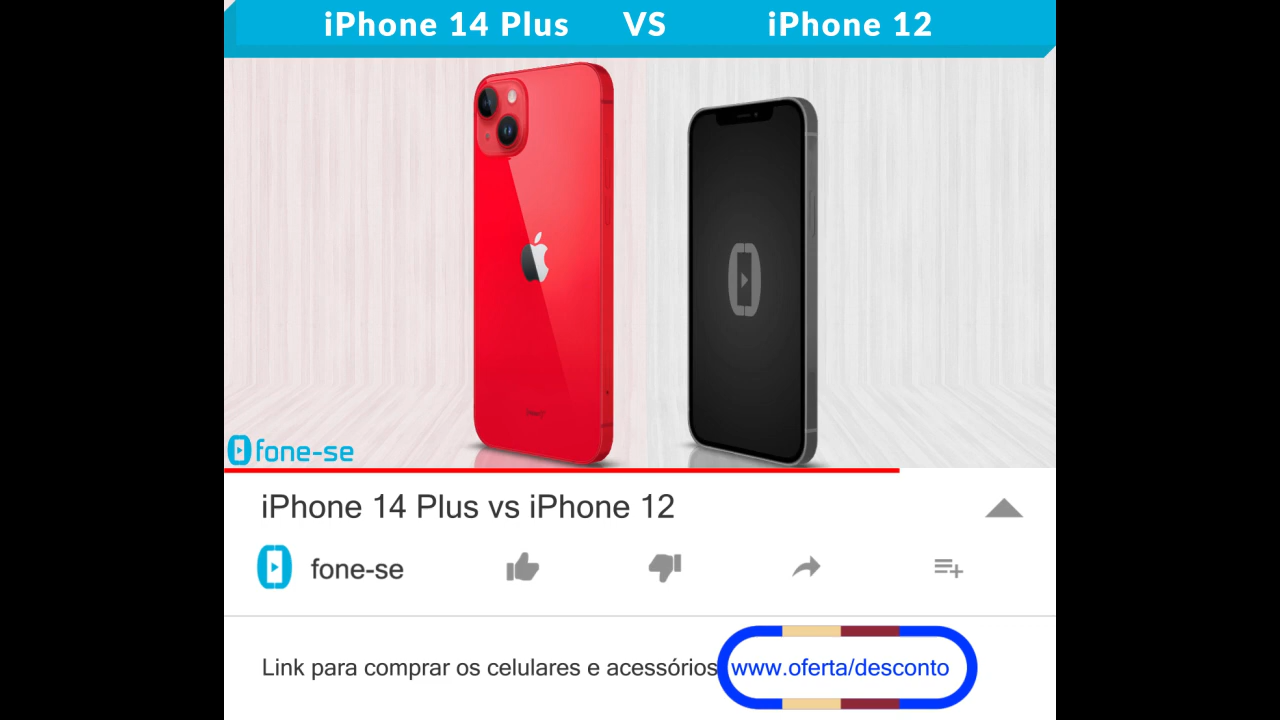 iPhone 14 Plus VS iPhone 12
fone-se
iPhone 14 Plus vs iPhone 12
fone-se
Link para comprar os celulares e acessórios www.oferta/desconto